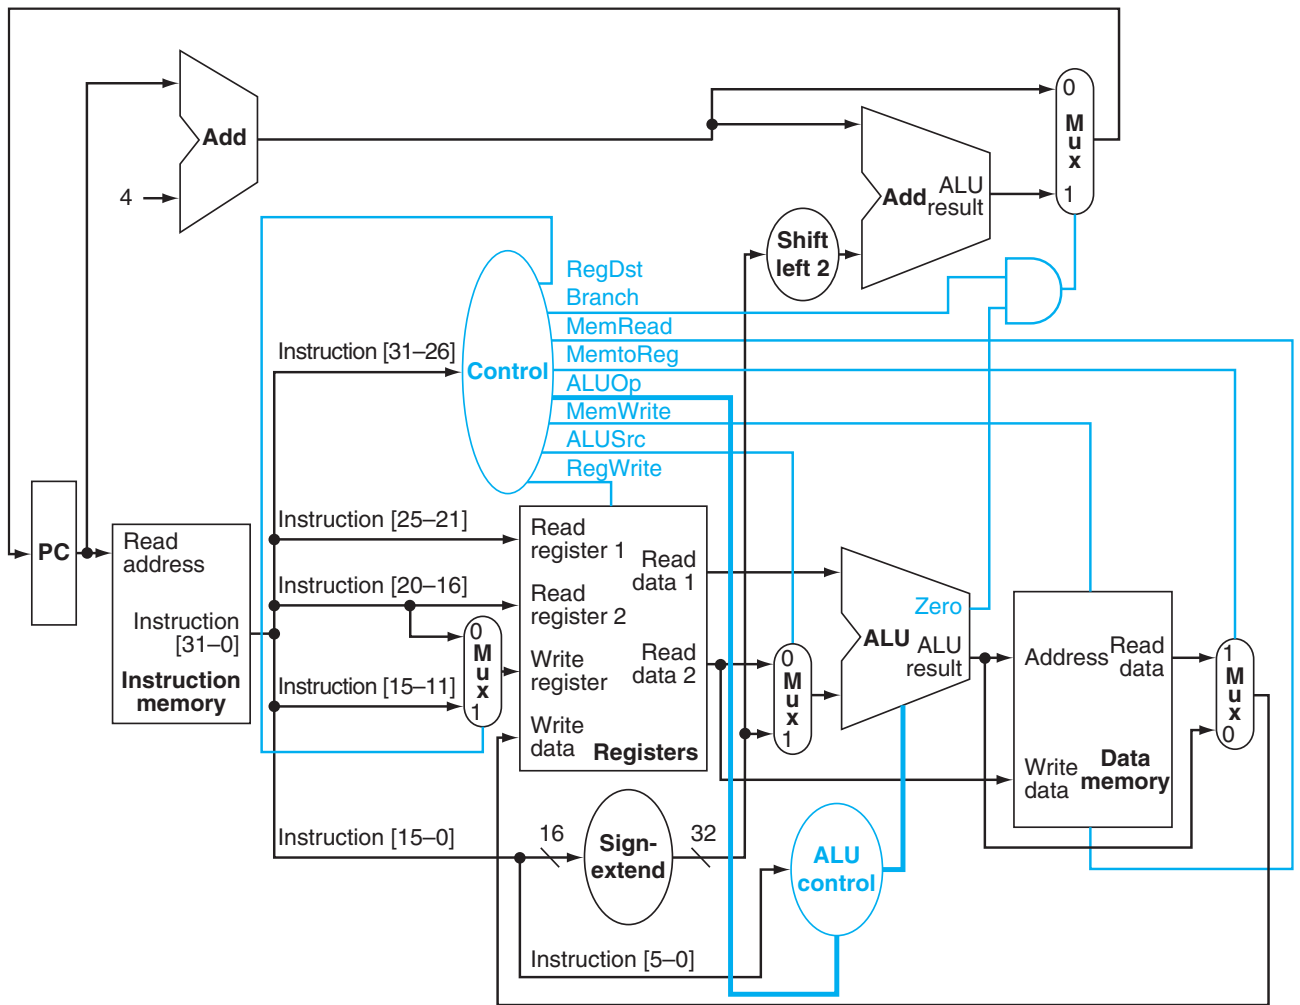 0
Mux
1
Add
4
ALU
Add result
Shift
left 2
RegDst
Branch
MemRead
MemtoReg
ALUOp
MemWrite
ALUSrc
RegWrite
Control
Instruction [31–26]
Instruction [25–21]
Instruction [20–16]
Instruction [15–11]
Instruction [15–0]
Instruction [5–0]
PC
Read
address
Instruction
[31–0]
Instruction
memory
0
Mux
1
Read
register 1
Read
register 2
Write
register
Write
data
Read
data 1
Read
data 2
Registers
0
Mux
1
Zero
ALU
ALU
result
Address
Read
data
Write
data
Data
memory
1
Mux
0
16
Sign-
extend
32
ALU
control